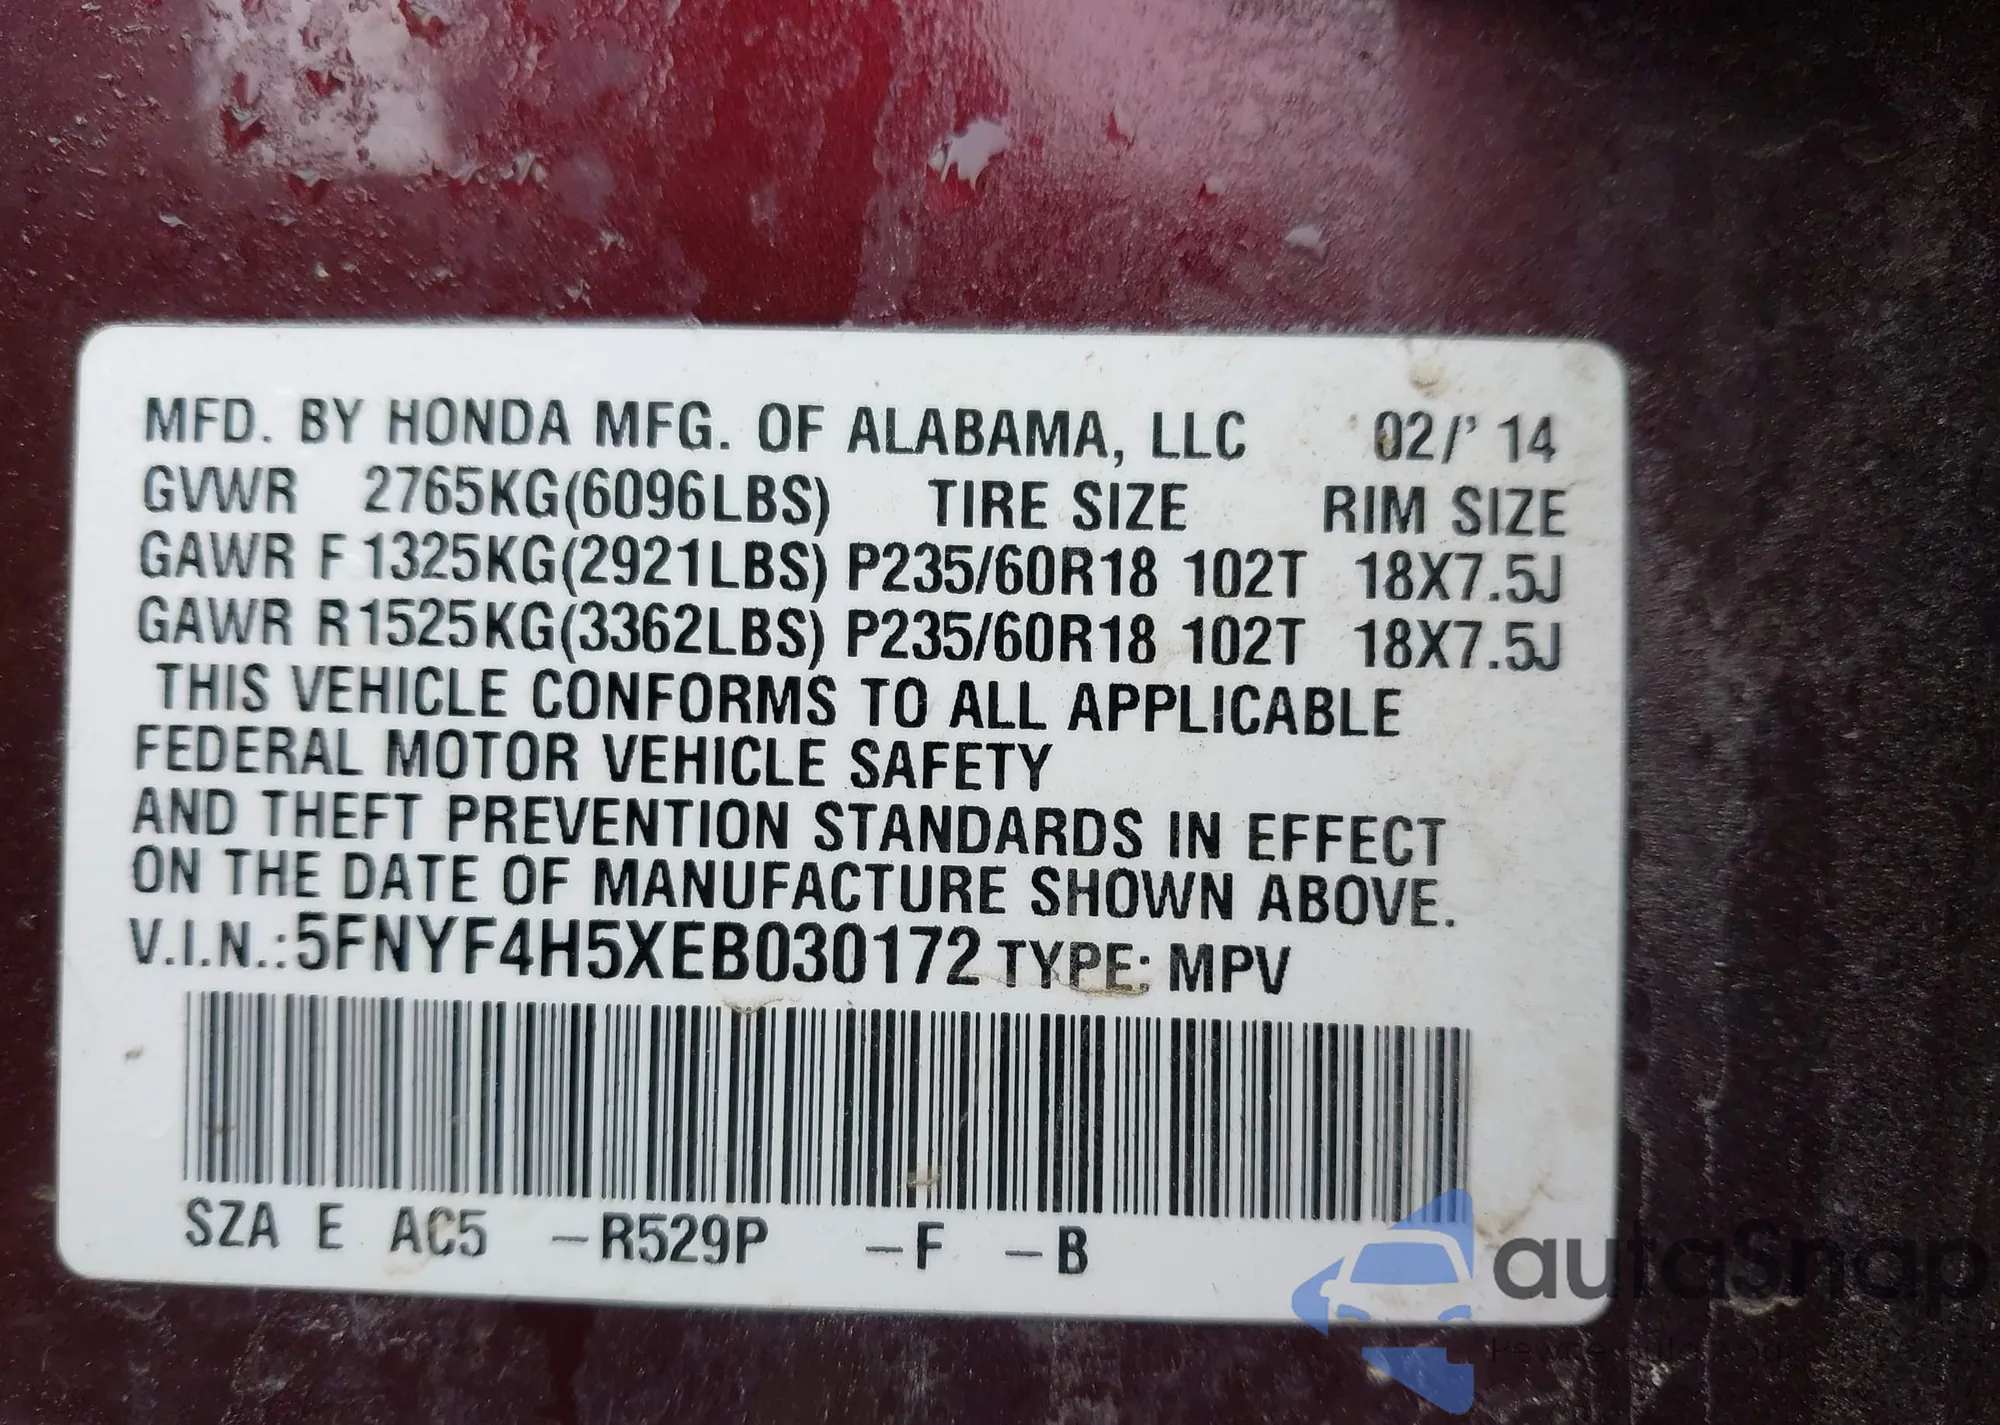 MFD. BY HONDA MFG. OF ALABAMA, LLC 02/' 14
GVWR 2765KG(6096LBS) TIRE SIZE RIM SIZE
GAWR F 1325KG(2921LBS) P235/60R18 102T 18X7.5J
GAWR R 1525KG(3362LBS) P235/60R18 102T 18X7.5J
THIS VEHICLE CONFORMS TO ALL APPLICABLE
FEDERAL MOTOR VEHICLE SAFETY
AND THEFT PREVENTION STANDARDS IN EFFECT
ON THE DATE OF MANUFACTURE SHOWN ABOVE.
V.I.N.:5FNYF4H5XEB030172 TYPE: MPV
SZA E AC5 –R529P –F –B
autaSnap